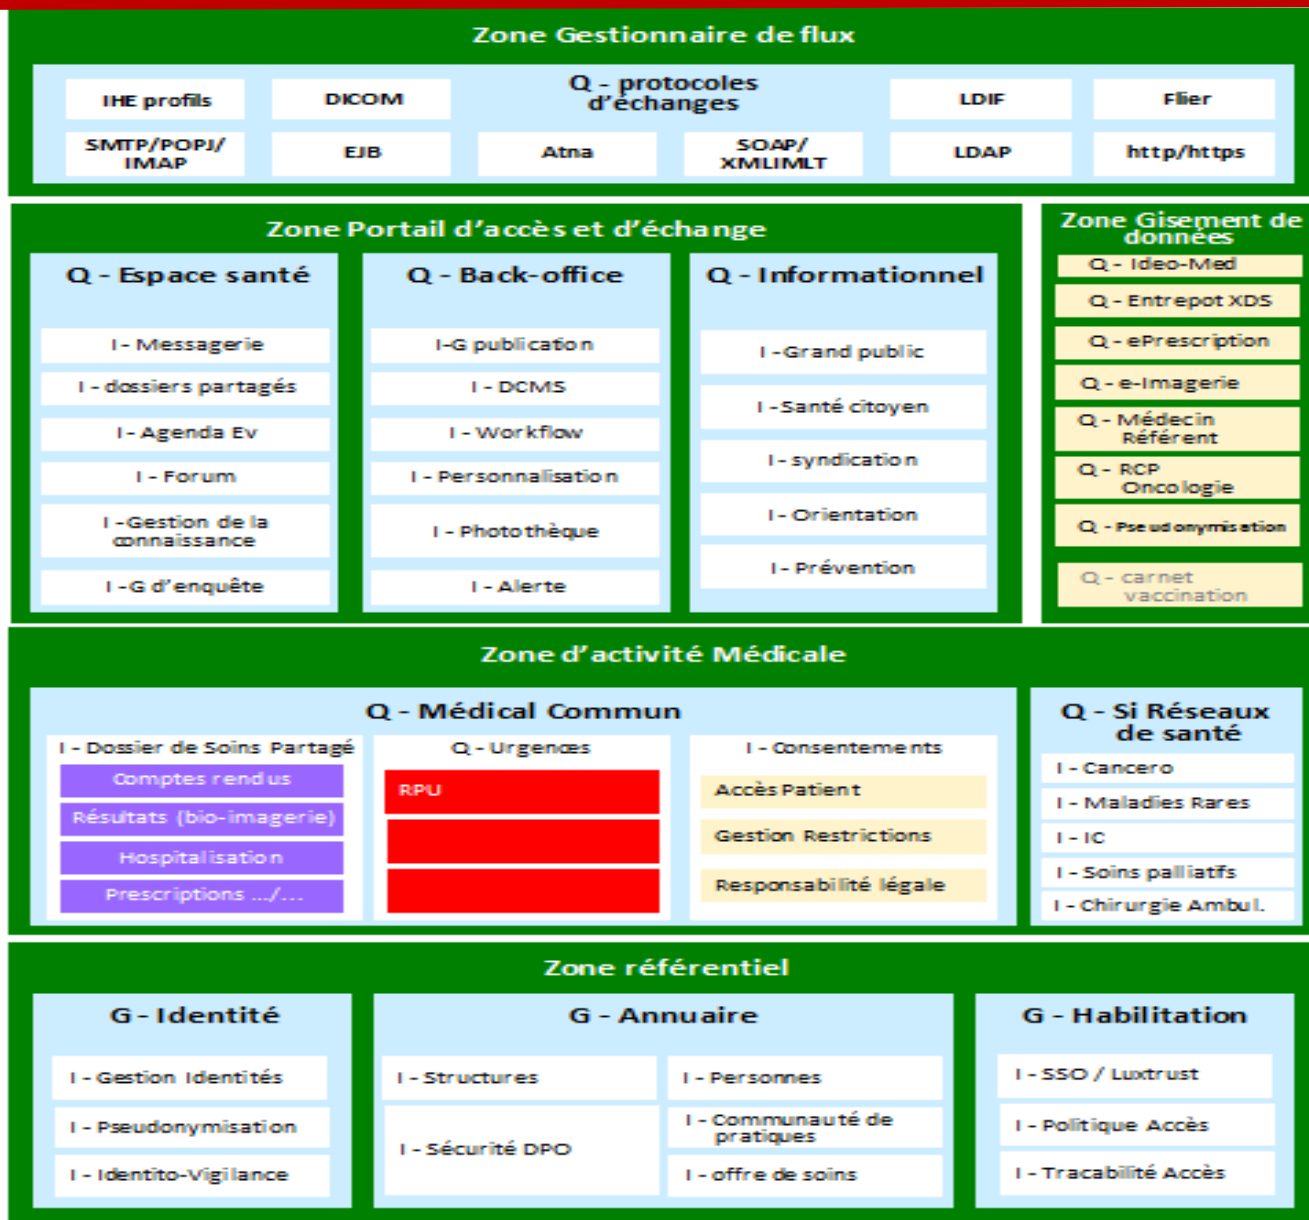 Zone Gestionnaire de flux
Q - protocoles
d'échanges
IHE profils
DICOM
LDIF
Flier
SMTP/POPJ/
IMAP
EJB
Atna
SOAP/
XMLIMLT
LDAP
http/https
Zone Portail d'accès et d'échange
Q - Espace santé
I - Messagerie
I - dossiers partagés
I - Agenda Ev
I - Forum
I -Gestion de la
connaissance
I -G d'enquête
Q - Back-office
I-G publication
I - DCMS
I - Workflow
I - Personnalisation
I - Photothèque
I - Alerte
Q - Informationnel
I -Grand public
I -Santé citoyen
I - syndication
I - Orientation
I - Prévention
Zone Gisement de
données
Q - Ideo-Med
Q - Entrepot XDS
Q - ePrescription
Q - e-Imagerie
Q - Médecin
Référent
Q - RCP
Oncologie
Q - Pseudonymisation
Q - carnet
vaccination
Zone d'activité Médicale
Q - Médical Commun
I - Dossier de Soins Partagé
Comptes rendus
Résultats (bio-imagerie)
Hospitalisation
Prescriptions .../...
Q - Urgences
RPU
I - Consentements
Accès Patient
Gestion Restrictions
Responsabilité légale
Q - Si Réseaux
de santé
I - Cancero
I - Maladies Rares
I - IC
I - Soins palliatfs
I - Chirurgie Ambul.
Zone référentiel
G - Identité
I - Gestion Identités
I - Pseudonymisation
I - Identito-Vigilance
G - Annuaire
I - Structures
I - Sécurité DPO
I - Personnes
I - Communauté de
pratiques
I - offre de soins
G - Habilitation
I - SSO / Luxtrust
I - Politique Accès
I - Tracabilité Accès